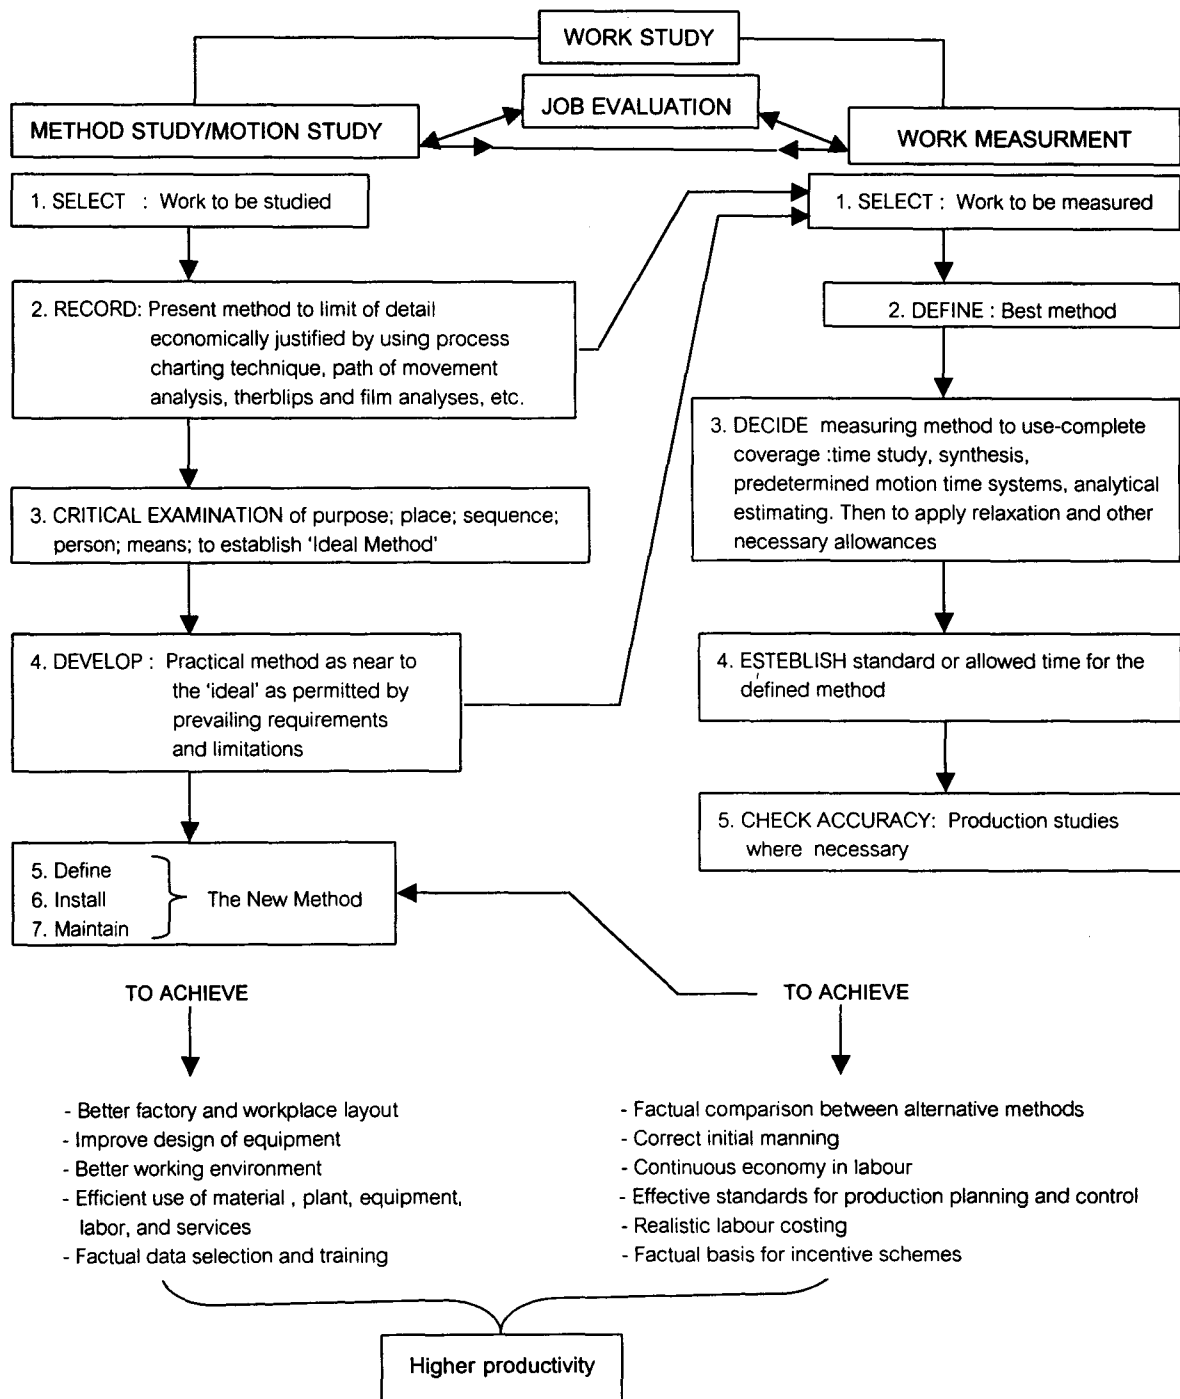 WORK STUDY
JOB EVALUATION
METHOD STUDY/MOTION STUDY
WORK MEASURMENT
1. SELECT : Work to be studied
2. RECORD: Present method to limit of detail
economically justified by using process
charting technique, path of movement
analysis, therblips and film analyses, etc.
3. CRITICAL EXAMINATION of purpose; place; sequence;
person; means; to establish ‘Ideal Method’
4. DEVELOP : Practical method as near to
the ‘ideal’ as permitted by
prevailing requirements
and limitations
5. Define
6. Install
7. Maintain
The New Method
TO ACHIEVE
- Better factory and workplace layout
- Improve design of equipment
- Better working environment
- Efficient use of material , plant, equipment,
labor, and services
- Factual data selection and training
1. SELECT : Work to be measured
2. DEFINE : Best method
3. DECIDE measuring method to use-complete
coverage :time study, synthesis,
predetermined motion time systems, analytical
estimating. Then to apply relaxation and other
necessary allowances
4. ESTEBLISH standard or allowed time for the
defined method
5. CHECK ACCURACY: Production studies
where necessary
TO ACHIEVE
- Factual comparison between alternative methods
- Correct initial manning
- Continuous economy in labour
- Effective standards for production planning and control
- Realistic labour costing
- Factual basis for incentive schemes
Higher productivity